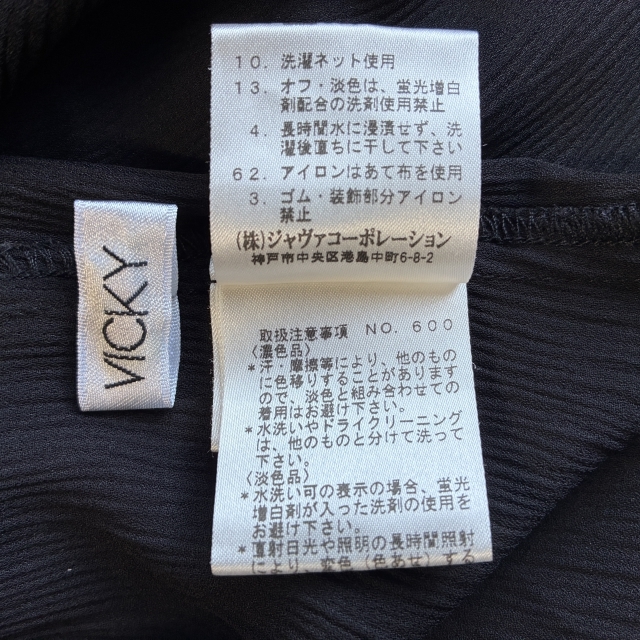 10. 洗濯ネット使用
13. オフ・淡色は、蛍光増白
剤配合の洗剤使用禁止
4. 長時間水に浸漬せず、洗
濯後直ちに干して下さい
62. アイロンはあて布を使用
3. ゴム・装飾部分アイロン
禁止
(株)ジャヴァコーポレーション
神戸市中央区港島中町6-8-2
VICKY
取扱注意事項 NO. 600
〈濃色品〉
*汗・摩擦等により、他のもの
に色移りすることがあります
ので、淡色と組み合わせての
着用はお避け下さい。
*水洗いやドライクリーニング
は、他のものと分けて洗って
下さい。
〈淡色品〉
*水洗い可の表示の場合、蛍光
増白剤が入った洗剤の使用を
お避け下さい。
*直射日光や照明の長時間照射
により、変色(色あせ)する